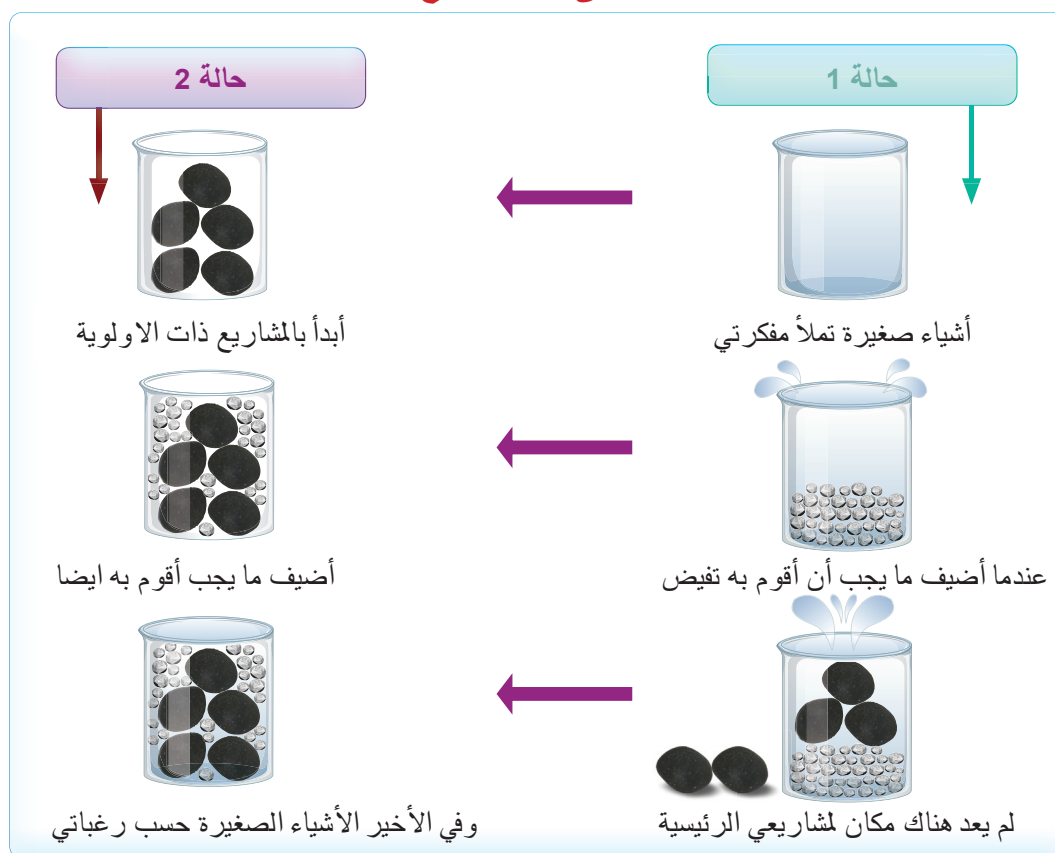 حالة 1
حالة 2
أشياء صغيرة تملأ مفكرتي
أبدأ بالمشاريع ذات الاولوية
عندما أضيف ما يجب أن أقوم به تفيض
أضيف ما يجب أقوم به ايضا
لم يعد هناك مكان لمشاريعي الرئيسية
وفي الأخير الأشياء الصغيرة حسب رغباتي